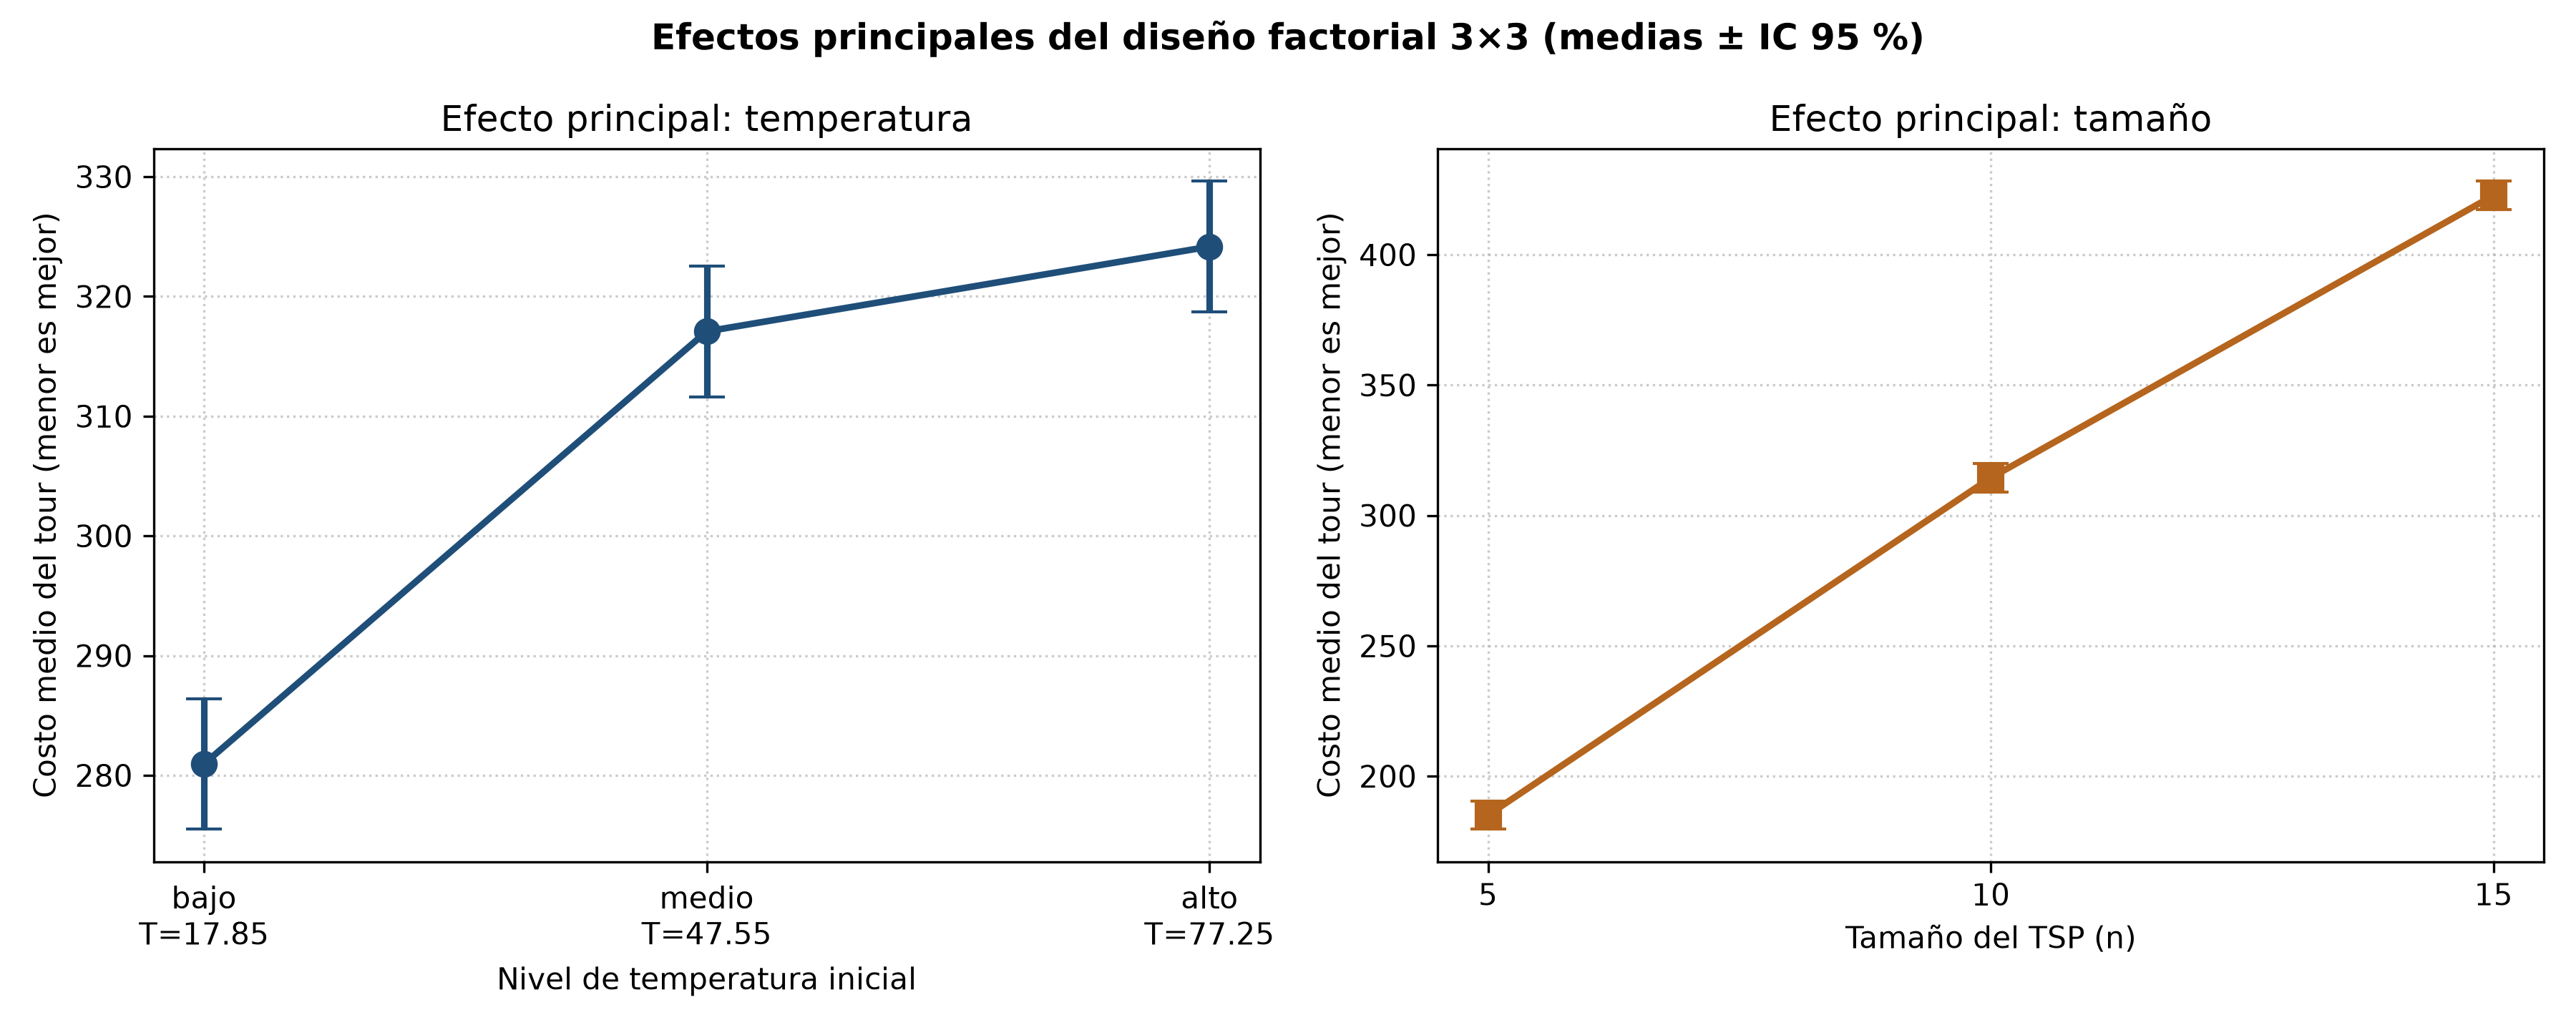 Efectos principales del diseño factorial 3×3 (medias ± IC 95 %)
Efecto principal: temperatura
Costo medio del tour (menor es mejor)
330
320
310
300
290
280
bajo
T=17.85
medio
T=47.55
alto
T=77.25
Nivel de temperatura inicial
Efecto principal: tamaño
Costo medio del tour (menor es mejor)
400
350
300
250
200
5
10
15
Tamaño del TSP (n)